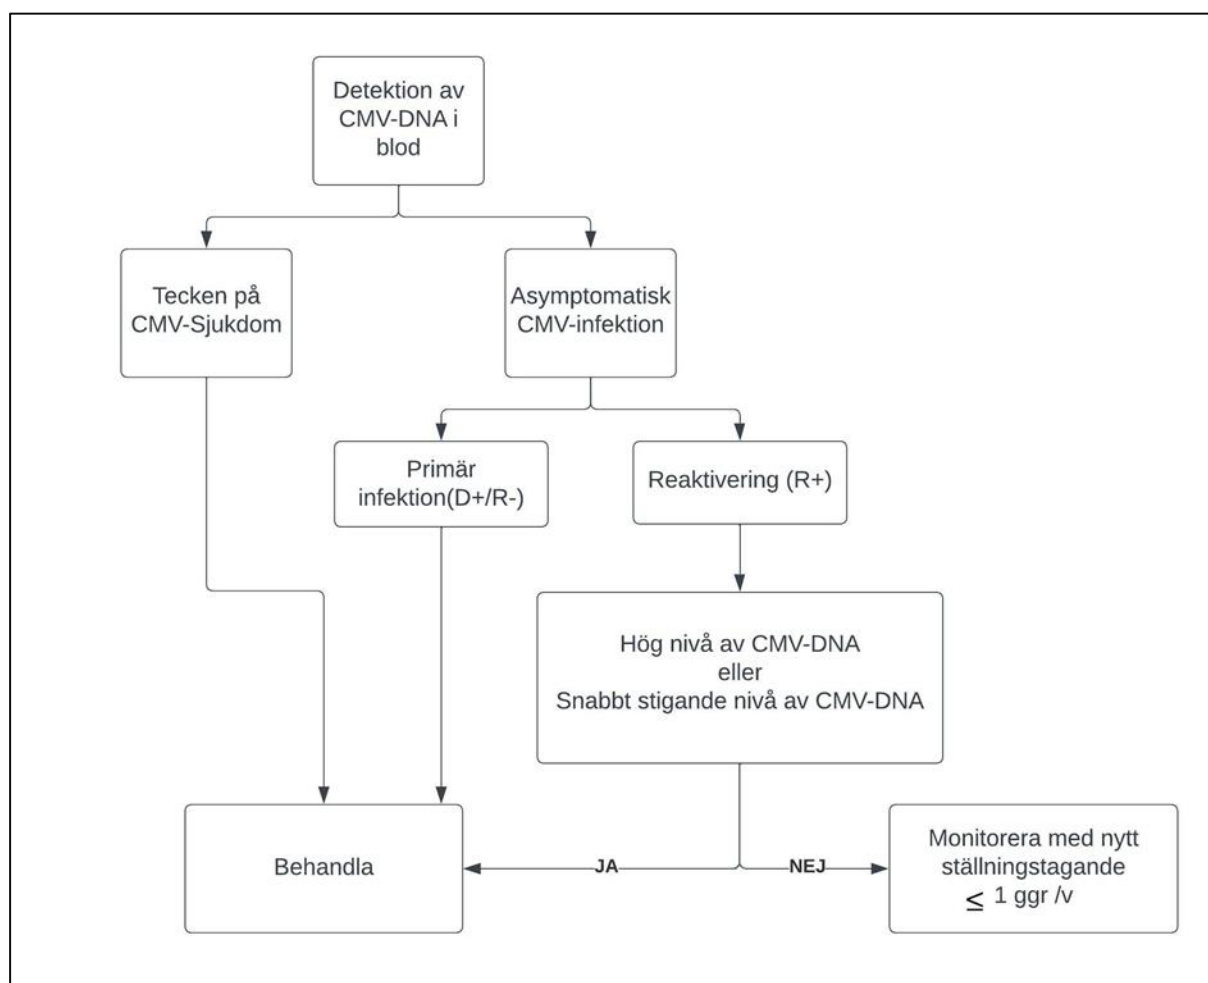 Detektion av
CMV-DNA i
blod
Tecken på
CMV-Sjukdom
Asymptomatisk
CMV-infektion
Primär
infektion(D+/R-)
Reaktivering (R+)
Hög nivå av CMV-DNA
eller
Snabbt stigande nivå av CMV-DNA
Behandla
JA
NEJ
Monitorera med nytt
ställningstagande
≤ 1 ggr /v